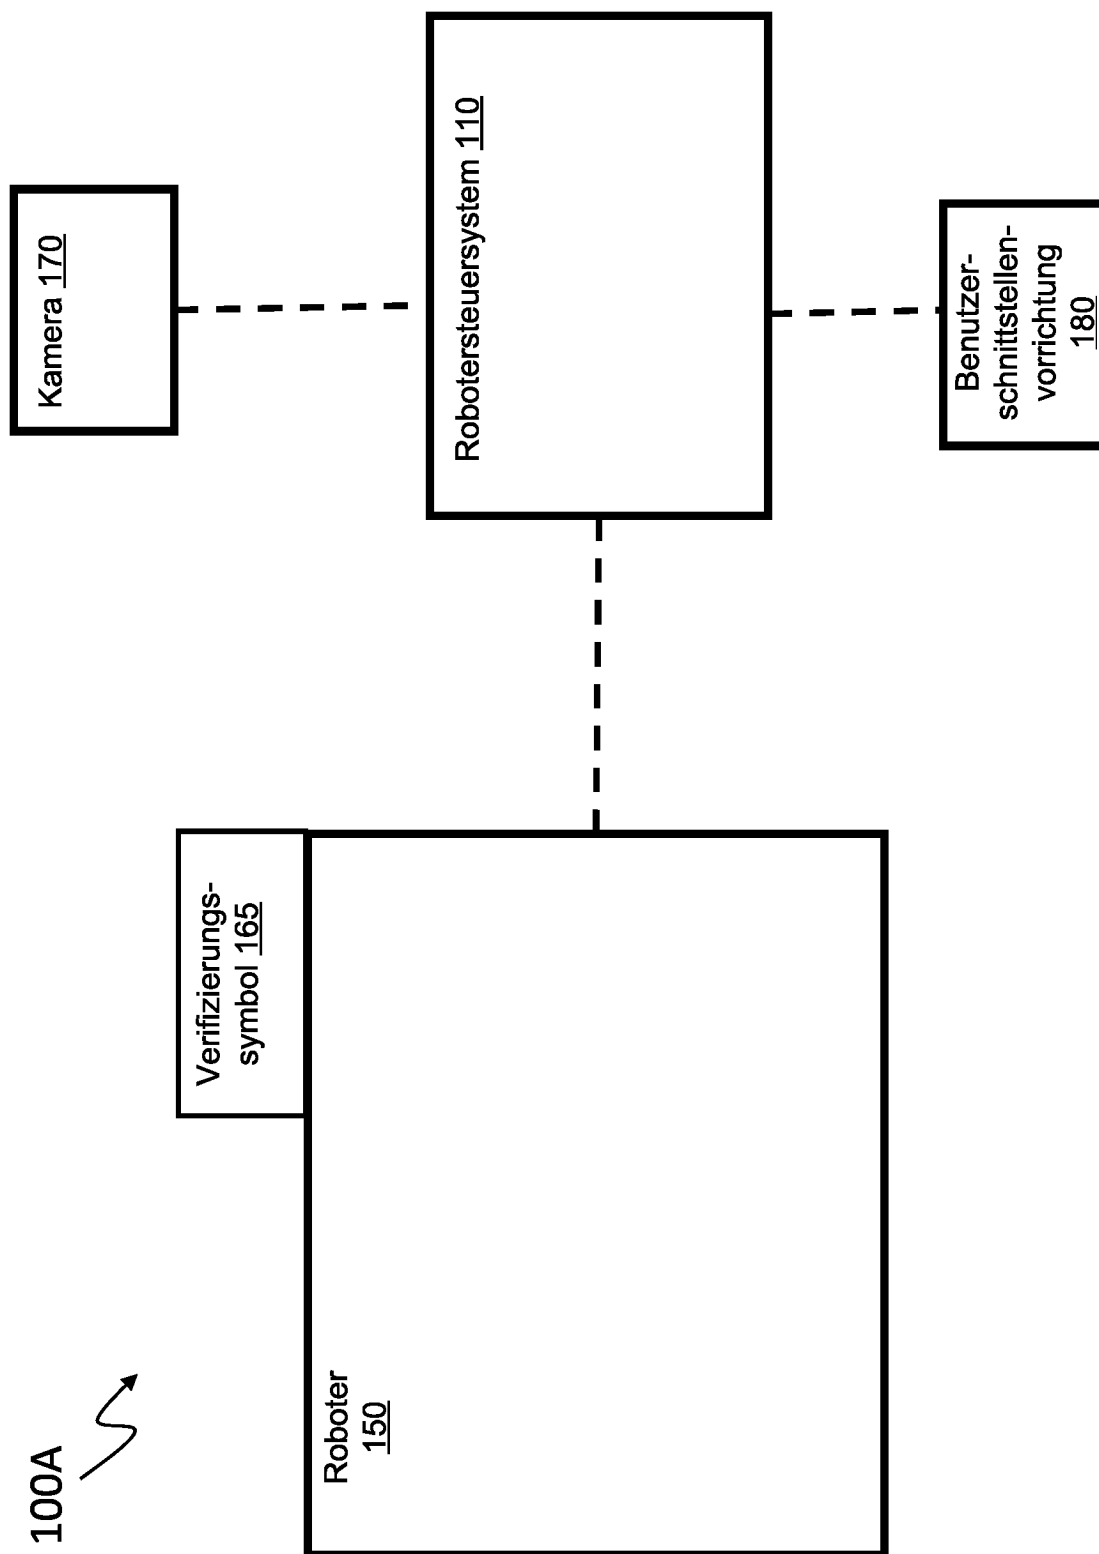 100A
Kamera 170
Verifizierungs-
symbol 165
Roboter
150
Robotersteuersystem 110
Benutzer-
schnittstellen-
vorrichtung
180